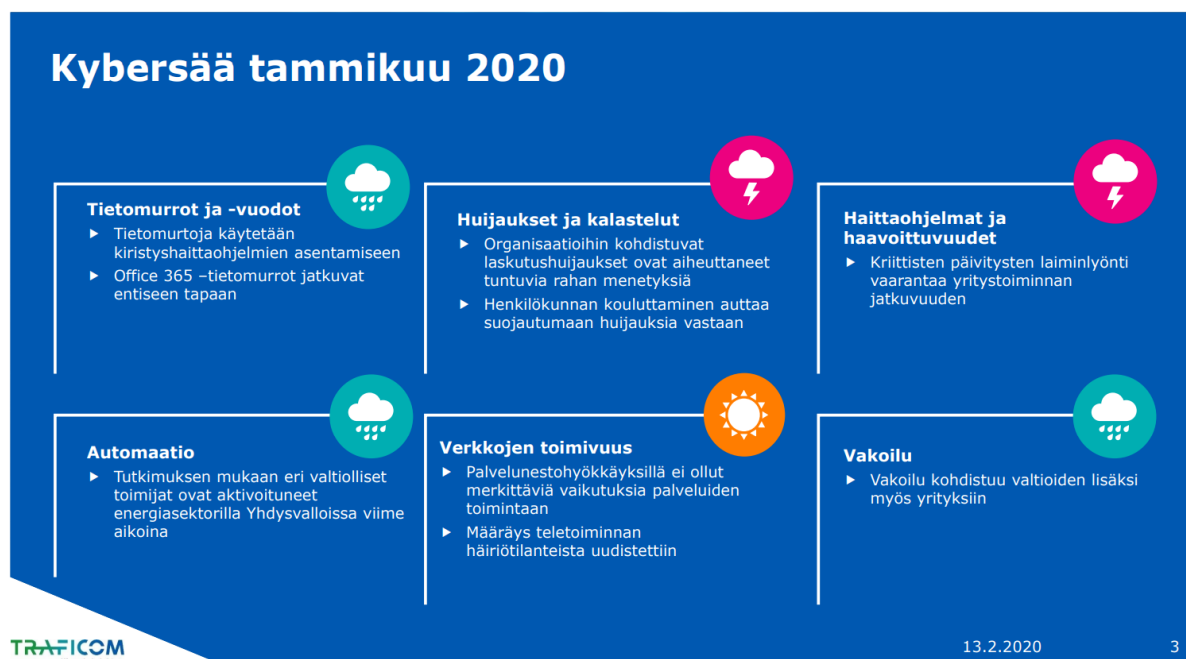 Kybersää tammikuu 2020
Tietomurrot ja -vuodot
Tietomurtoja käytetään
kiristyshaittaohjelmien asentamiseen
Office 365 –tietomurrot jatkuvat
entiseen tapaan
Huijaukset ja kalastelut
Organisaatioihin kohdistuvat
laskutushuijaukset ovat aiheuttaneet
tuntuvia rahan menetyksiä
Henkilökunnan kouluttaminen auttaa
suojautumaan huijauksia vastaan
Haittaohjelmat ja
haavoittuvuudet
Kriittisten päivitysten laiminlyönti
vaarantaa yritystoiminnan
jatkuvuuden
Automaatio
Tutkimuksen mukaan eri valtiolliset
toimijat ovat aktivoituneet
energiasektorilla Yhdysvalloissa viime
aikoina
Verkkojen toimivuus
Palvelunestohyökkäyksillä ei ollut
merkittäviä vaikutuksia palveluiden
toimintaan
Määräys teletoiminnan
häiriötilanteista uudistettiin
Vakoilu
Vakoilu kohdistuu valtioiden lisäksi
myös yrityksiin
TRAFICOM
13.2.2020
3